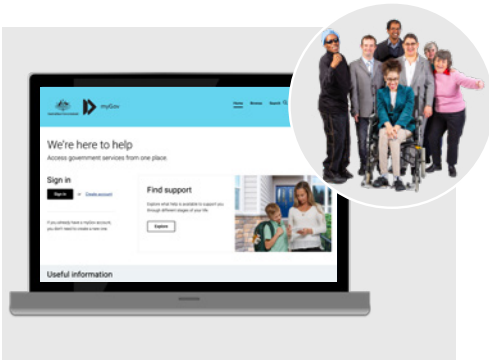 myGov
Home Browse Search
We're here to help
Access government services from one place.
Sign in
Sign in or Create account
If you already have a myGov account,
you don't need to create a new one.
Find support
Explore what help is available to support you
through different stages of your life.
Explore
Useful information